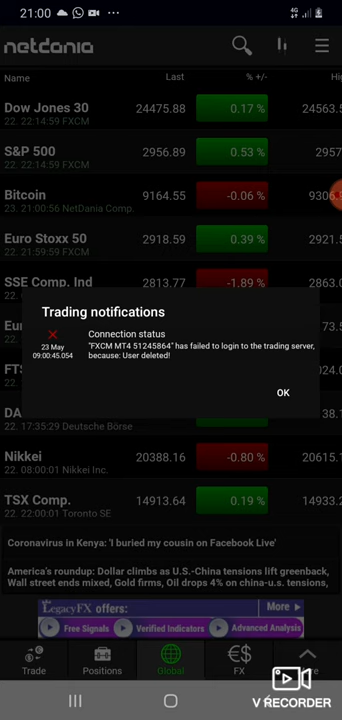 21:00 4G
netdania
Name Last % +/- Hig
Dow Jones 30 24475.88 0.17 % 24563.
22. 22:14:59 FXCM
S&P 500 2956.89 0.53 % 2957
22. 22:14:59 FXCM
Bitcoin 9164.55 -0.06 % 9306.
23. 21:00:56 NetDania Comp.
Euro Stoxx 50 2918.59 0.39 % 2921.
22. 21:59:59 FXCM
SSE Comp. Ind 2813.77 -1.89 % 2863.
Trading notifications
Connection status
23 May
09:00:45.054
"FXCM MT4 51245864" has failed to login to the trading server,
because: User deleted!
OK
22. 17:35:29 Deutsche Börse
Nikkei 20388.16 -0.80 % 20615.
22. 08:00:01 Nikkei Inc.
TSX Comp. 14913.64 0.19 % 14933.
22. 22:00:01 Toronto SE
Coronavirus in Kenya: 'I buried my cousin on Facebook Live'
America's roundup: Dollar climbs as U.S.-China tensions lift greenback,
Wall street ends mixed, Gold firms, Oil drops 4% on china-u.s. tensions,
LegacyFX offers: More
Free Signals Verified Indicators Advanced Analysis
Trade Positions Global FX
V RECORDER